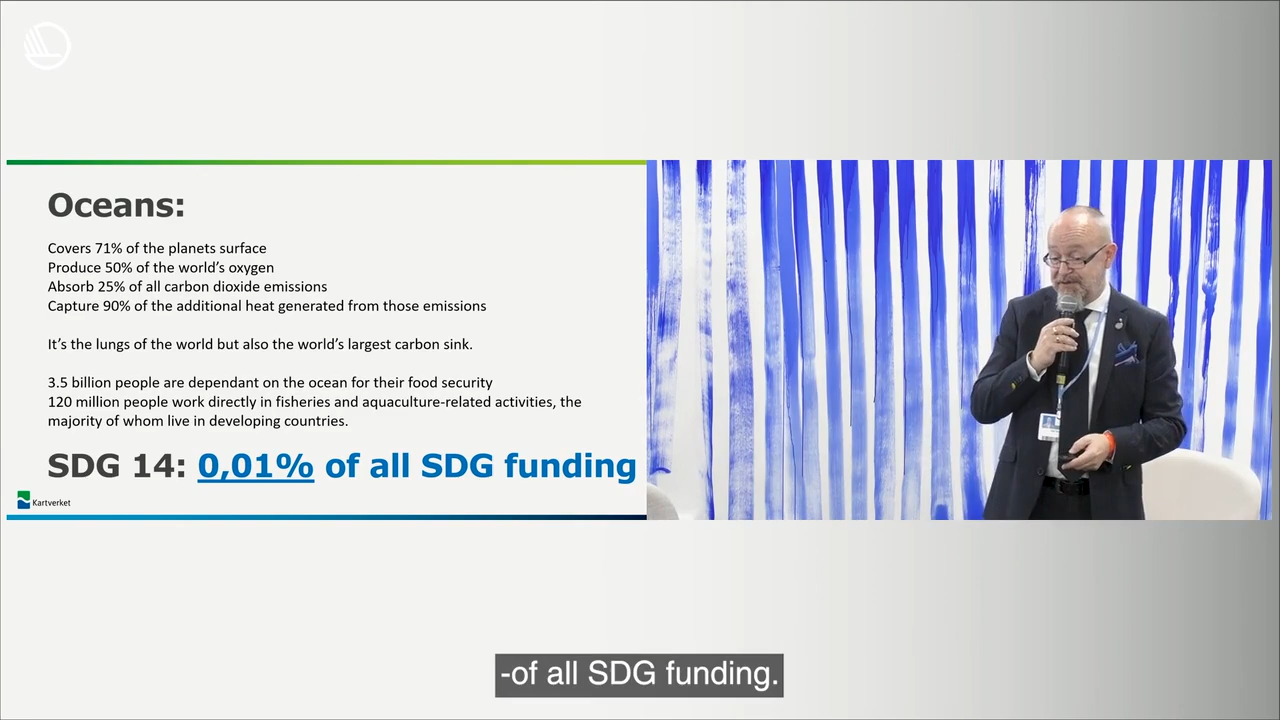 Oceans:
Covers 71% of the planets surface
Produce 50% of the world's oxygen
Absorb 25% of all carbon dioxide emissions
Capture 90% of the additional heat generated from those emissions
It's the lungs of the world but also the world's largest carbon sink.
3.5 billion people are dependant on the ocean for their food security
120 million people work directly in fisheries and aquaculture-related activities, the
majority of whom live in developing countries.
SDG 14: 0,01% of all SDG funding
Kartverket
-of all SDG funding.